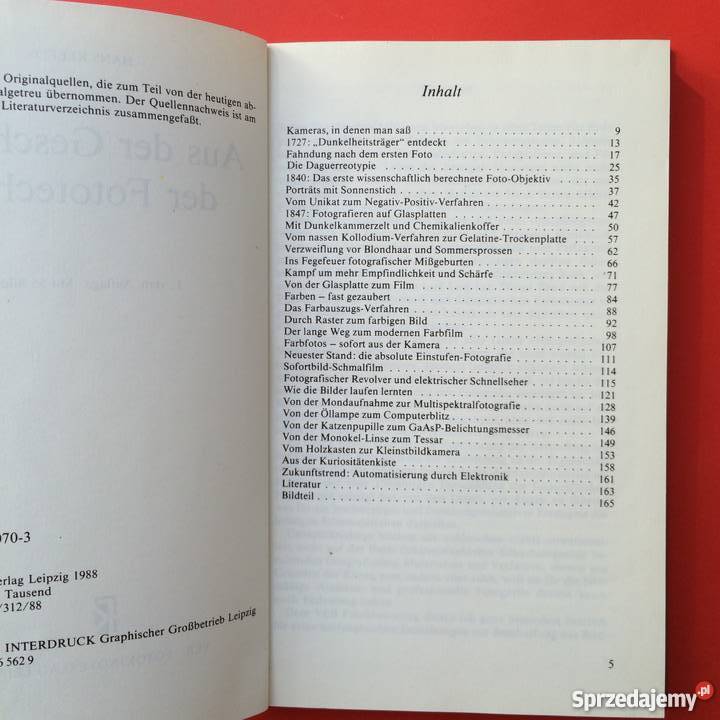 Originalquellen, die zum Teil von der heutigen ab-
algetreu übernommen. Der Quellennachweis ist am
Literaturverzeichnis zusammengefaßt.
070-3
rlag Leipzig 1988
Tausend
/312/88
INTERDRUCK Graphischer Großbetrieb Leipzig
5 562 9
Inhalt
Kameras, in denen man saß . . . 9
1727: „Dunkelheitsträger“ entdeckt . . . 13
Fahndung nach dem ersten Foto . . . 17
Die Daguerreotypie . . . 25
1840: Das erste wissenschaftlich berechnete Foto-Objektiv . . . 35
Porträts mit Sonnenstich . . . 37
Vom Unikat zum Negativ-Positiv-Verfahren . . . 42
1847: Fotografieren auf Glasplatten . . . 47
Mit Dunkelkammerzelt und Chemikalienkoffer . . . 50
Vom nassen Kollodium-Verfahren zur Gelatine-Trockenplatte . . . 57
Verzweiflung vor Blondhaar und Sommersprossen . . . 62
Ins Fegefeuer fotografischer Mißgeburten . . . 66
Kampf um mehr Empfindlichkeit und Schärfe . . . 71
Von der Glasplatte zum Film . . . 77
Farben – fast gezaubert . . . 84
Das Farbauszugs-Verfahren . . . 88
Durch Raster zum farbigen Bild . . . 92
Der lange Weg zum modernen Farbfilm . . . 98
Farbfotos – sofort aus der Kamera . . . 107
Neuester Stand: die absolute Einstufen-Fotografie . . . 111
Sofortbild-Schmalfilm . . . 114
Fotografischer Revolver und elektrischer Schnellseher . . . 115
Wie die Bilder laufen lernten . . . 121
Von der Mondaufnahme zur Multispektralfotografie . . . 128
Von der Öllampe zum Computerblitz . . . 139
Von der Katzenpupille zum GaAsP-Belichtungsmesser . . . 146
Von der Monokel-Linse zum Tessar . . . 149
Vom Holzkasten zur Kleinstbildkamera . . . 153
Aus der Kuriositätenkiste . . . 158
Zukunftstrend: Automatisierung durch Elektronik . . . 161
Literatur . . . 163
Bildteil . . . 165
5
Sprzedajemy.pl